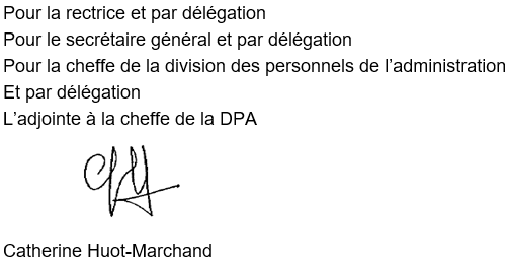 Pour la rectrice et par délégation
Pour le secrétaire général et par délégation
Pour la cheffe de la division des personnels de l’administration
Et par délégation
L’adjointe à la cheffe de la DPA
Catherine Huot-Marchand